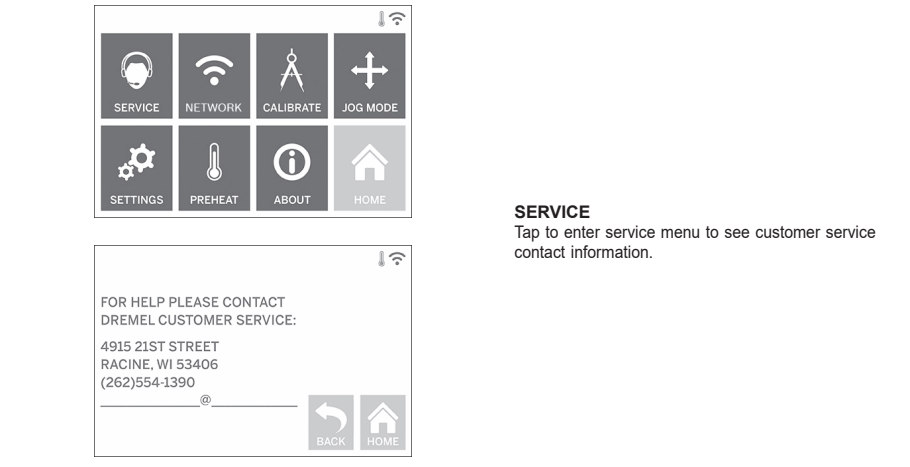 SERVICE
NETWORK
CALIBRATE
JOG MODE
SETTINGS
PREHEAT
ABOUT
HOME
FOR HELP PLEASE CONTACT
DREMEL CUSTOMER SERVICE:
4915 21ST STREET
RACINE, WI 53406
(262)554-1390
______________@____________
BACK
HOME
SERVICE
Tap to enter service menu to see customer service
contact information.